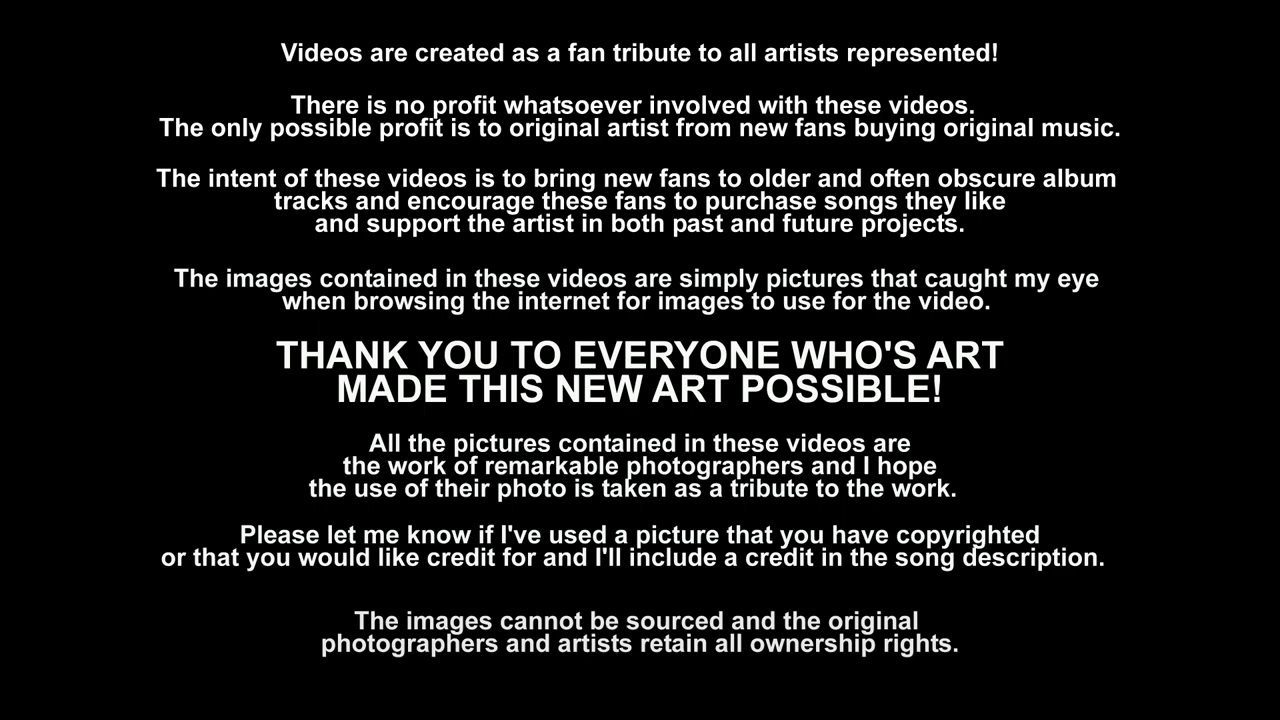 Videos are created as a fan tribute to all artists represented!
There is no profit whatsoever involved with these videos.
The only possible profit is to original artist from new fans buying original music.
The intent of these videos is to bring new fans to older and often obscure album
tracks and encourage these fans to purchase songs they like
and support the artist in both past and future projects.
The images contained in these videos are simply pictures that caught my eye
when browsing the internet for images to use for the video.
THANK YOU TO EVERYONE WHO'S ART
MADE THIS NEW ART POSSIBLE!
All the pictures contained in these videos are
the work of remarkable photographers and I hope
the use of their photo is taken as a tribute to the work.
Please let me know if I've used a picture that you have copyrighted
or that you would like credit for and I'll include a credit in the song description.
The images cannot be sourced and the original
photographers and artists retain all ownership rights.